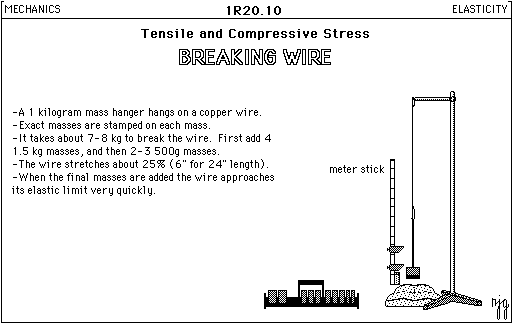 MECHANICS
1R20.10
ELASTICITY
Tensile and Compressive Stress
BREAKING WIRE
-A 1 kilogram mass hanger hangs on a copper wire.
-Exact masses are stamped on each mass.
-It takes about 7-8 kg to break the wire. First add 4
1.5 kg masses, and then 2-3 500g masses.
-The wire stretches about 25% (6" for 24" length).
-When the final masses are added the wire approaches
its elastic limit very quickly.
meter stick